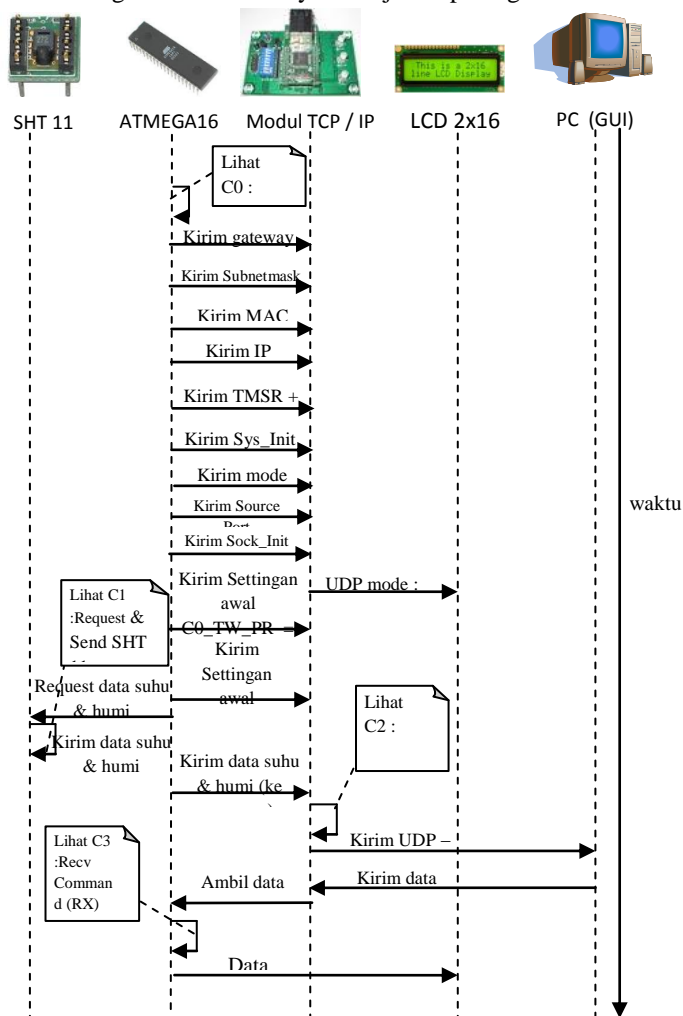 This is a 2x16
line LCD Display
SHT 11
ATMEGA16
Modul TCP / IP
LCD 2x16
PC (GUI)
Lihat
C0 :
Kirim gateway
Kirim Subnetmask
Kirim MAC
Kirim IP
Kirim TMSR +
Kirim Sys_Init
Kirim mode
waktu
Kirim Source
Port
Kirim Sock_Init
Kirim Settingan
awal
C0_TW_PR =
UDP mode :
Lihat C1
:Request &
Send SHT
Kirim
Settingan
awal
Request data suhu
& humi
Lihat
C2 :
Kirim data suhu
& humi
Kirim data suhu
& humi (ke
Lihat C3
:Recv
Comman
d (RX)
Kirim UDP –
Ambil data
Kirim data
Data